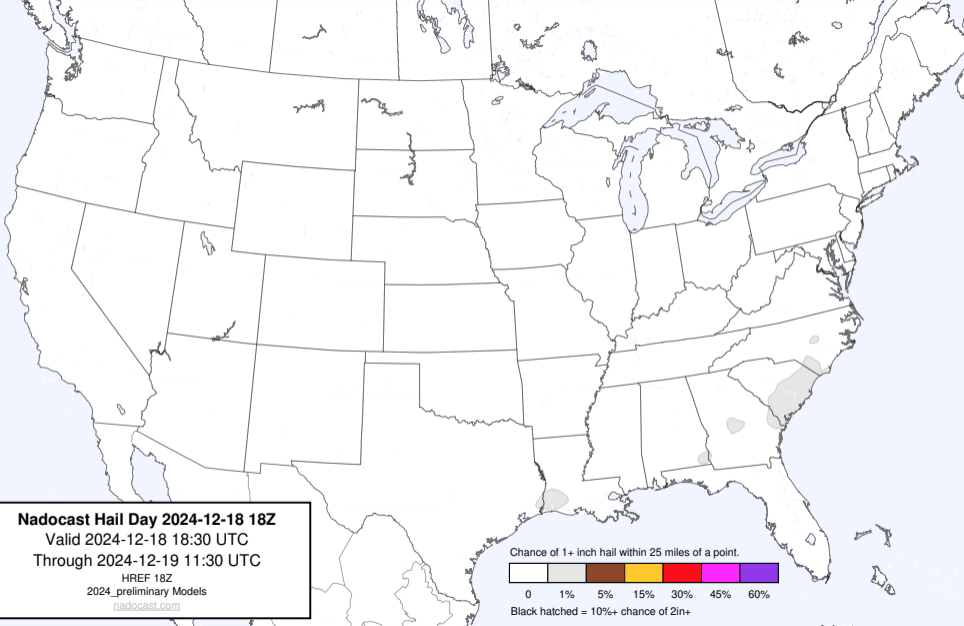 Nadocast Hail Day 2024-12-18 18Z
Valid 2024-12-18 18:30 UTC
Through 2024-12-19 11:30 UTC
HREF 18Z
2024_preliminary Models
nadocast.com
Chance of 1+ inch hail within 25 miles of a point.
0 1% 5% 15% 30% 45% 60%
Black hatched = 10%+ chance of 2in+